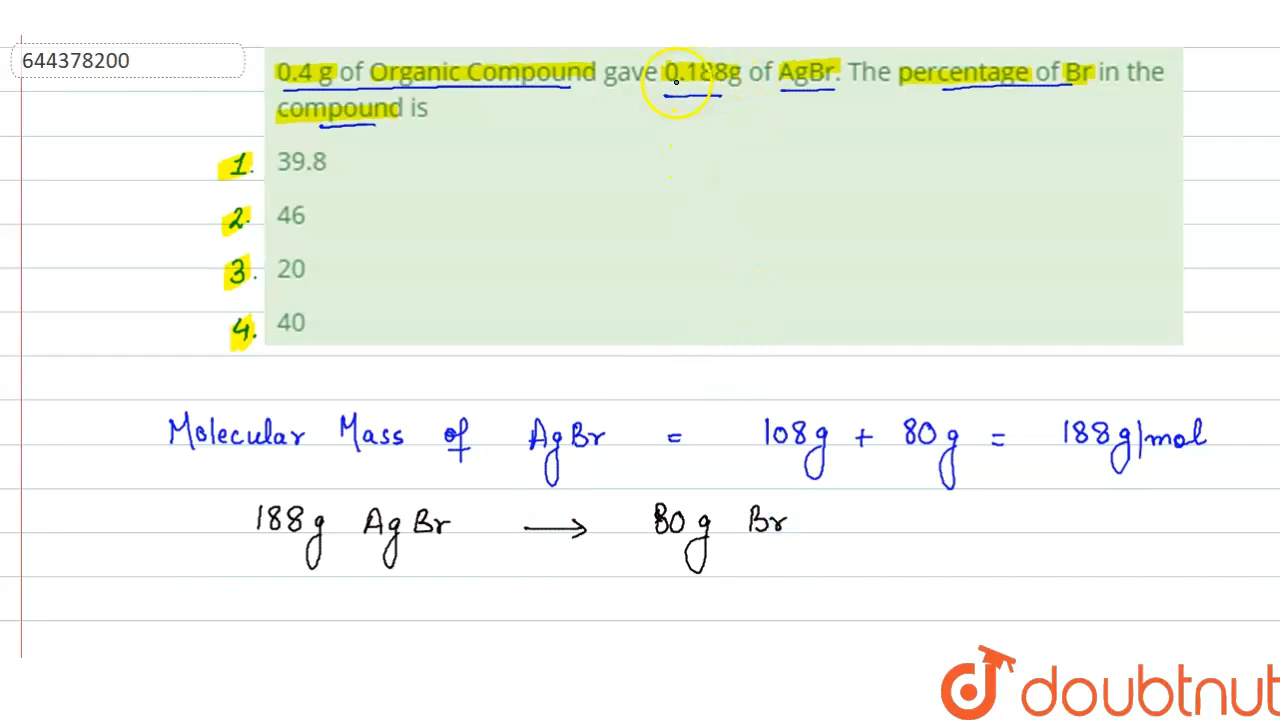 644378200
0.4 g of Organic Compound gave 0.188g of AgBr. The percentage of Br in the
compound is
1. 39.8
2. 46
3. 20
4. 40
Molecular Mass of AgBr = 108g + 80g = 188g/mol
188g AgBr → 80g Br
doubtnut